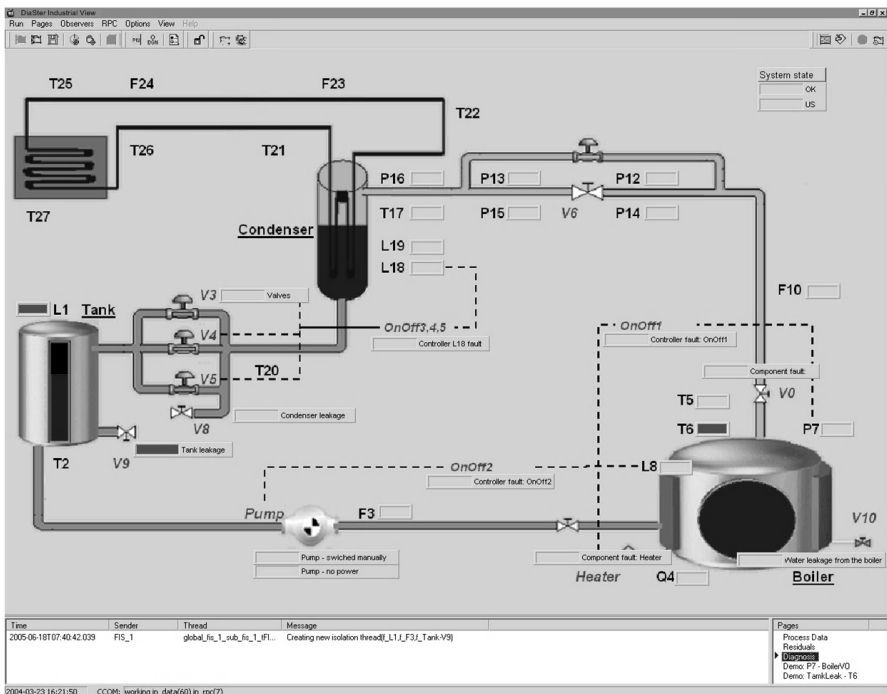 DiaSter Industrial View
Run Pages Observers RPC Options View Help
System state
OK
US
T25 F24 F23
T22
T26 T21
T27
Condenser
P16 P13 P12
T17 P15 V6 P14
L19
L18
F10
L1 Tank
V3 Valves
V4 OnOff3,4,5
Controller L18 fault
OnOff1
Controller fault: OnOff1
V5 T20
Component fault:
V0
T5
T6 P7
V8 Condenser leakage
Tank leakage
T2 V9
OnOff2 L8
Controller fault: OnOff2
Pump F3
V10
Pump - swiched manually
Pump - no power
Component fault: Heater
Water leakage from the boiler
Heater Q4 Boiler
Time Sender Thread Message
2005-06-18T07:40:42.039 FIS_1 global_fis_1_sub_fis_1_tFl... Creating new isolation thread(f_L1,f_F3,f_Tank-V9)
Pages
Process Data
Residuals
Diagnosis
Demo: P7 - BoilerV0
Demo: TamkLeak - T6
2004-03-23 16:21:50 CCOM: working in_data(60) in_rpc(7)